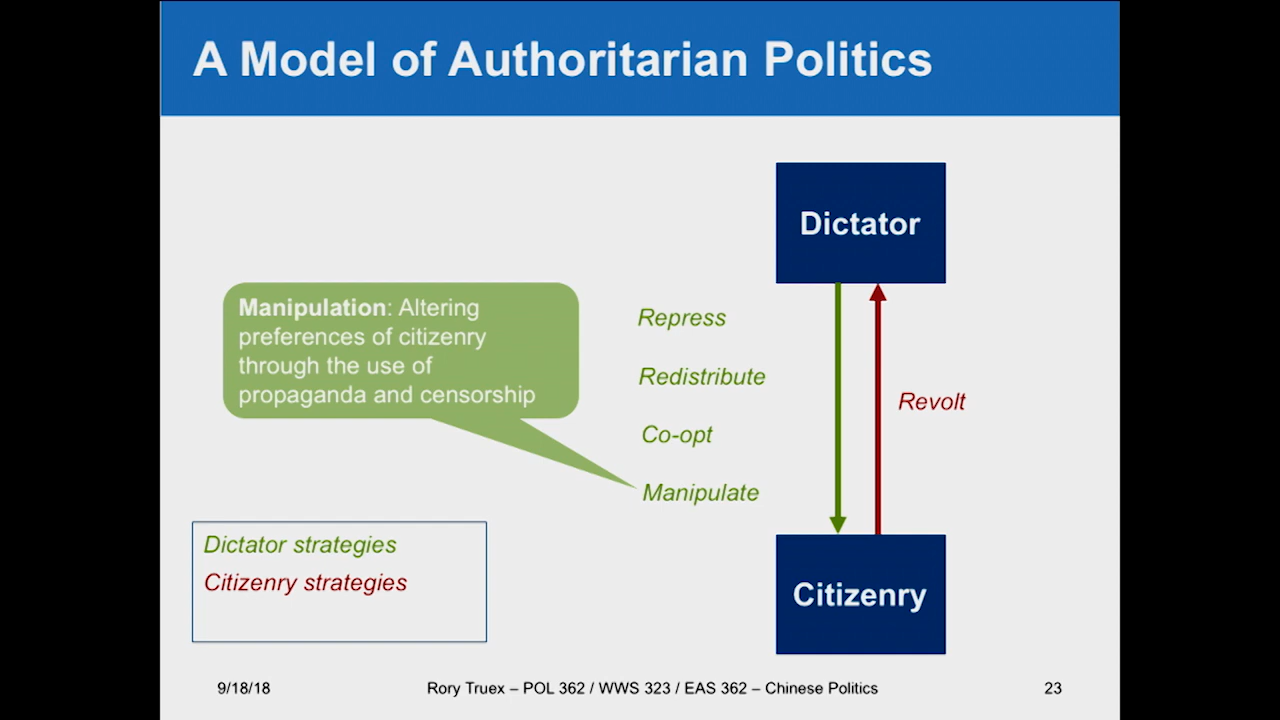 A Model of Authoritarian Politics
Dictator
Manipulation: Altering
preferences of citizenry
through the use of
propaganda and censorship
Repress
Redistribute
Co-opt
Manipulate
Revolt
Dictator strategies
Citizenry strategies
Citizenry
9/18/18
Rory Truex – POL 362 / WWS 323 / EAS 362 – Chinese Politics
23